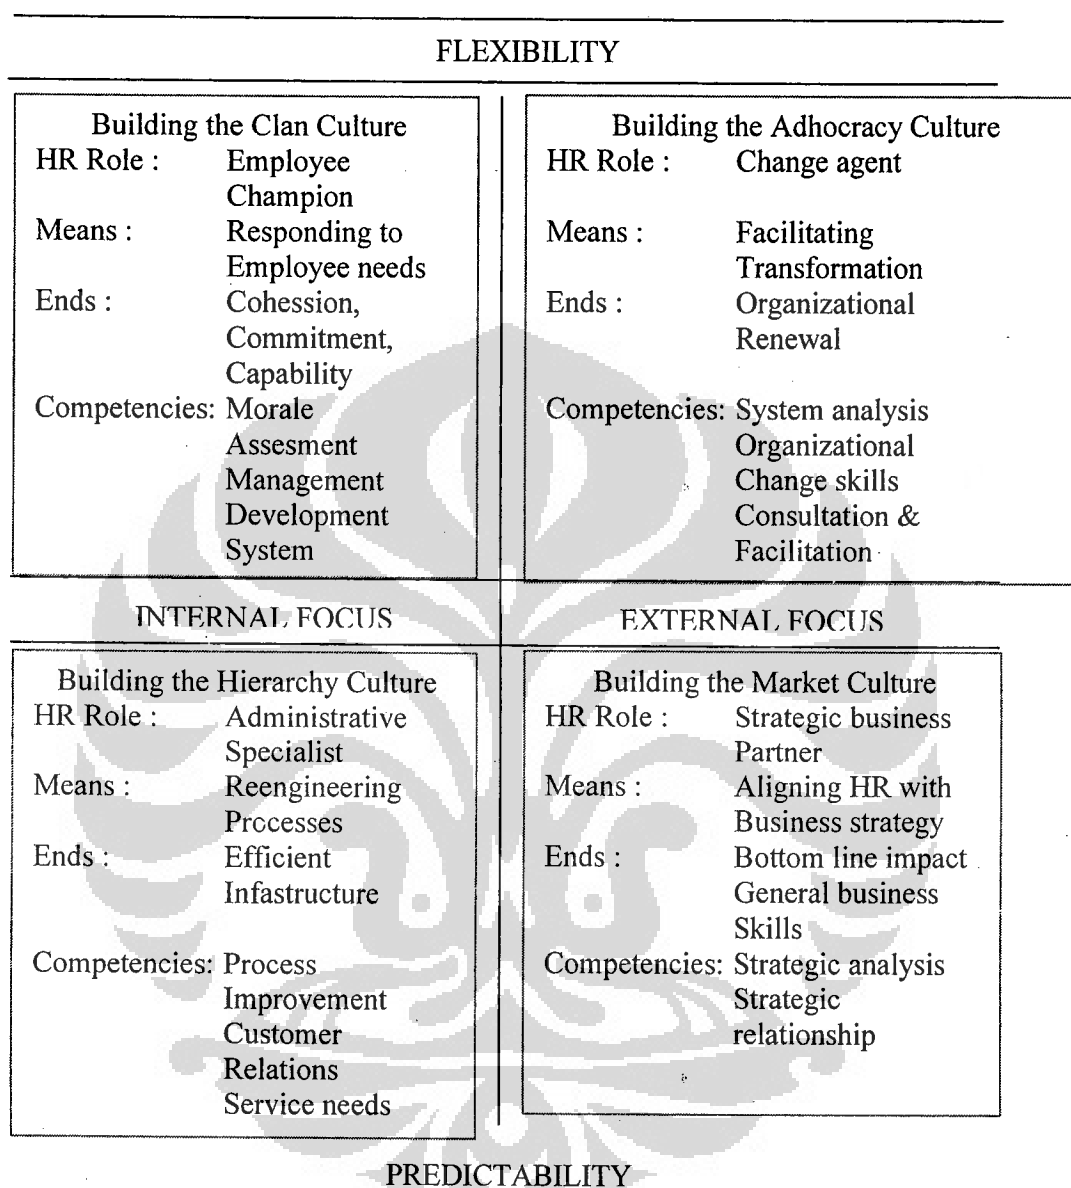 FLEXIBILITY
Building the Clan Culture
HR Role : Employee
Champion
Means : Responding to
Employee needs
Ends : Cohession,
Commitment,
Capability
Competencies: Morale
Assesment
Management
Development
System
Building the Adhocracy Culture
HR Role : Change agent
Means : Facilitating
Transformation
Ends : Organizational
Renewal
Competencies: System analysis
Organizational
Change skills
Consultation &
Facilitation
INTERNAL FOCUS
EXTERNAL FOCUS
Building the Hierarchy Culture
HR Role : Administrative
Specialist
Means : Reengineering
Processes
Ends : Efficient
Infastructure
Competencies: Process
Improvement
Customer
Relations
Service needs
Building the Market Culture
HR Role : Strategic business
Partner
Means : Aligning HR with
Business strategy
Ends : Bottom line impact
General business
Skills
Competencies: Strategic analysis
Strategic
relationship
PREDICTABILITY